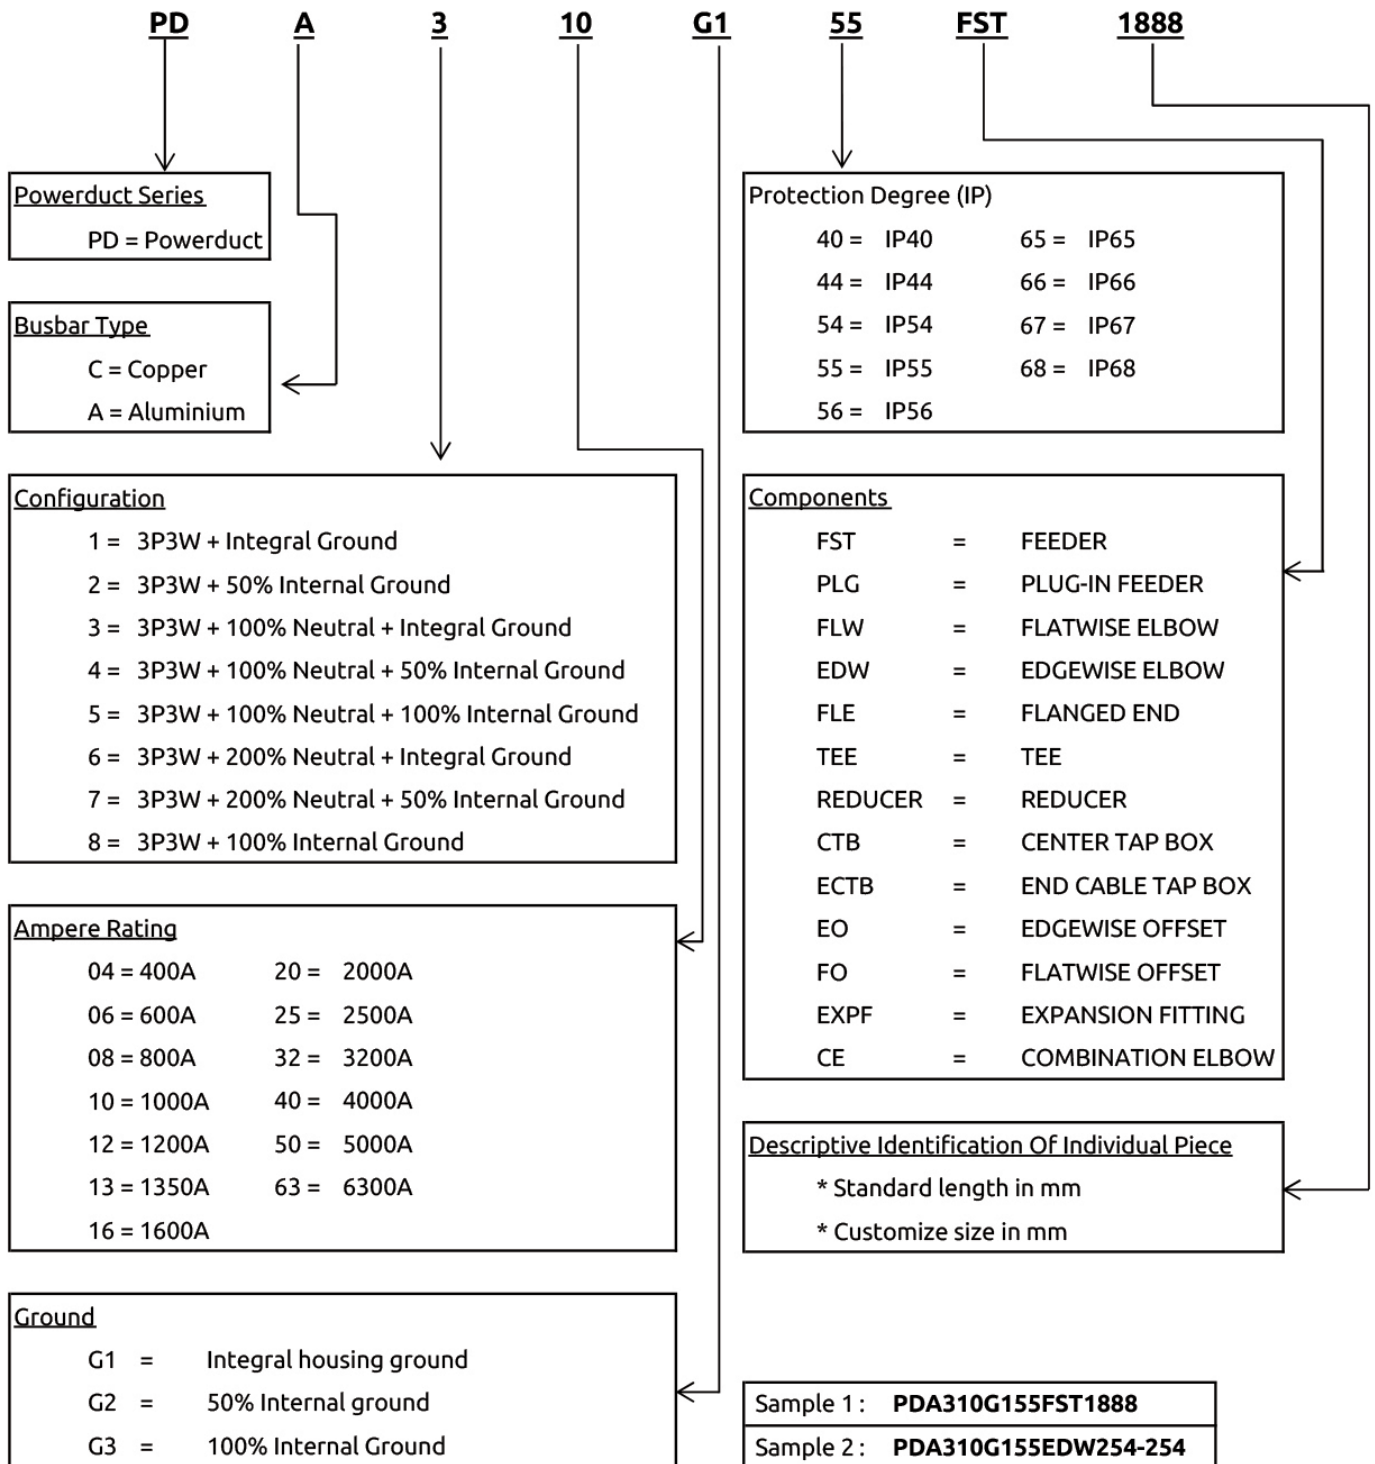 PD A 3 10 G1 55 FST 1888
Powerduct Series
PD = Powerduct
Busbar Type
C = Copper
A = Aluminium
Configuration
1 = 3P3W + Integral Ground
2 = 3P3W + 50% Internal Ground
3 = 3P3W + 100% Neutral + Integral Ground
4 = 3P3W + 100% Neutral + 50% Internal Ground
5 = 3P3W + 100% Neutral + 100% Internal Ground
6 = 3P3W + 200% Neutral + Integral Ground
7 = 3P3W + 200% Neutral + 50% Internal Ground
8 = 3P3W + 100% Internal Ground
Ampere Rating
04 = 400A 20 = 2000A
06 = 600A 25 = 2500A
08 = 800A 32 = 3200A
10 = 1000A 40 = 4000A
12 = 1200A 50 = 5000A
13 = 1350A 63 = 6300A
16 = 1600A
Ground
G1 = Integral housing ground
G2 = 50% Internal ground
G3 = 100% Internal Ground
Protection Degree (IP)
40 = IP40 65 = IP65
44 = IP44 66 = IP66
54 = IP54 67 = IP67
55 = IP55 68 = IP68
56 = IP56
Components
FST = FEEDER
PLG = PLUG-IN FEEDER
FLW = FLATWISE ELBOW
EDW = EDGEWISE ELBOW
FLE = FLANGED END
TEE = TEE
REDUCER = REDUCER
CTB = CENTER TAP BOX
ECTB = END CABLE TAP BOX
EO = EDGEWISE OFFSET
FO = FLATWISE OFFSET
EXPF = EXPANSION FITTING
CE = COMBINATION ELBOW
Descriptive Identification Of Individual Piece
* Standard length in mm
* Customize size in mm
Sample 1 : PDA310G155FST1888
Sample 2 : PDA310G155EDW254-254